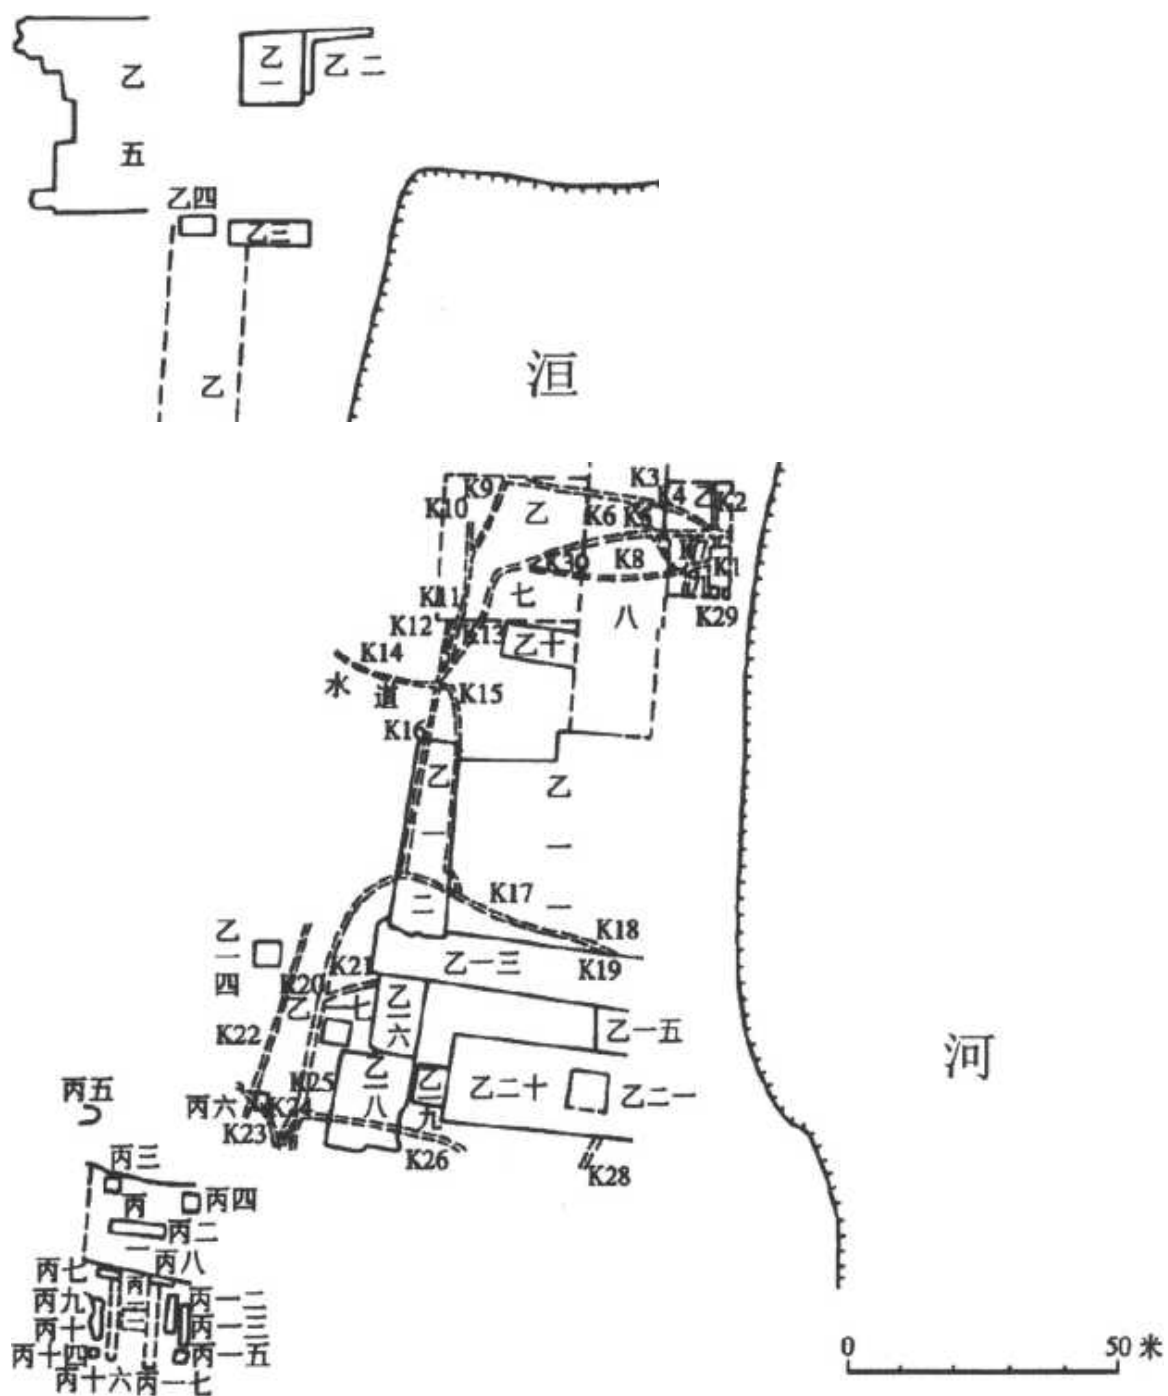 乙五
乙一
乙二
乙四
乙三
乙
洹
K3
K4
乙
K2
K9
K10
乙
K6
K5
K7
K1
K30
K8
K11
七
八
K29
K12
K13
乙十
K14
水道
K15
K16
乙一二
乙一一
K17
K18
K19
乙一四
乙一三
K21
K20
乙一七
乙一六
K22
乙一五
河
丙五
K25
乙一八
乙一九
乙二十
乙二一
丙六
K24
K23
K26
K28
丙三
丙四
丙一
丙二
丙八
丙七
丙九
丙一二
丙十
丙一三
丙十四
丙一五
丙十六
丙一七
0
50 米